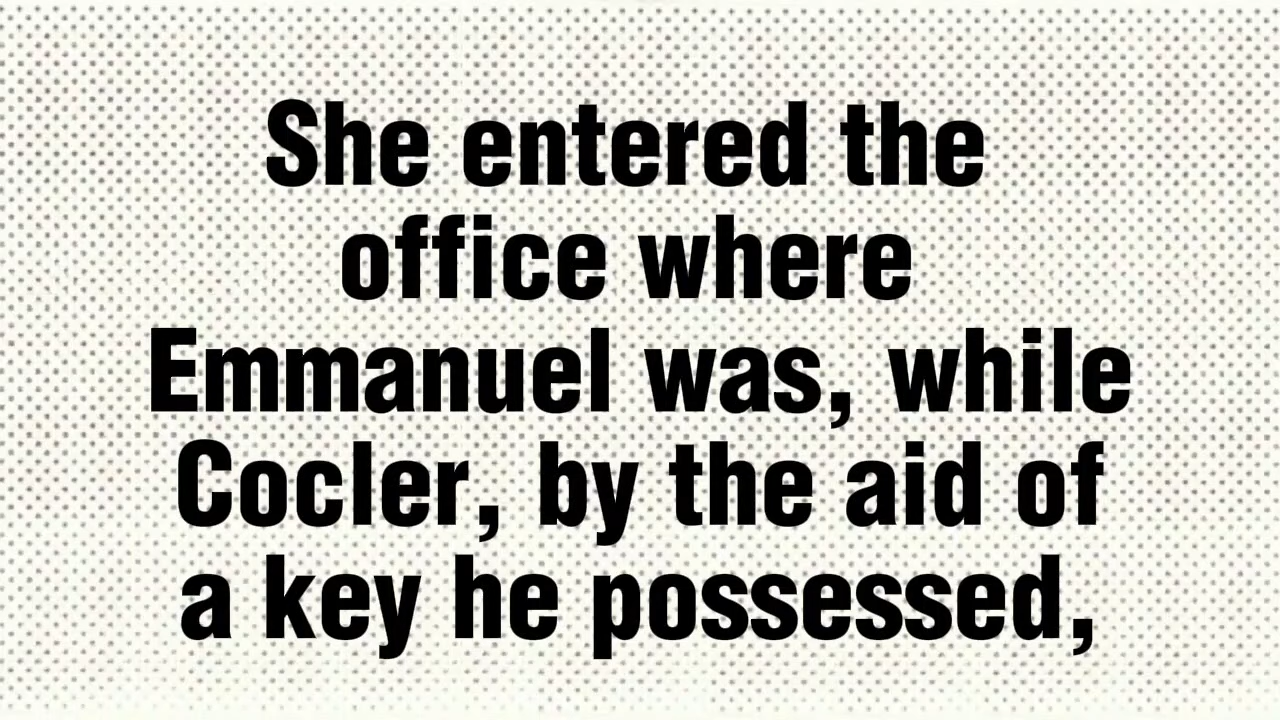 She entered the
office where
Emmanuel was, while
Cocler, by the aid of
a key he possessed,